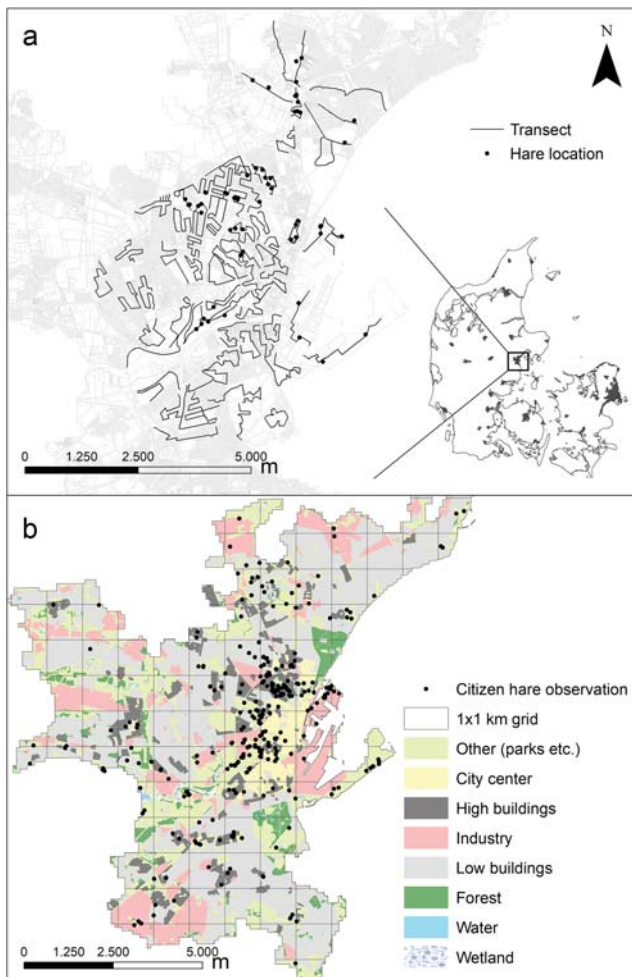 a
N
Transect
Hare location
0 1.250 2.500 5.000
m
b
Citizen hare observation
1x1 km grid
Other (parks etc.)
City center
High buildings
Industry
Low buildings
Forest
Water
Wetland
0 1.250 2.500 5.000
m